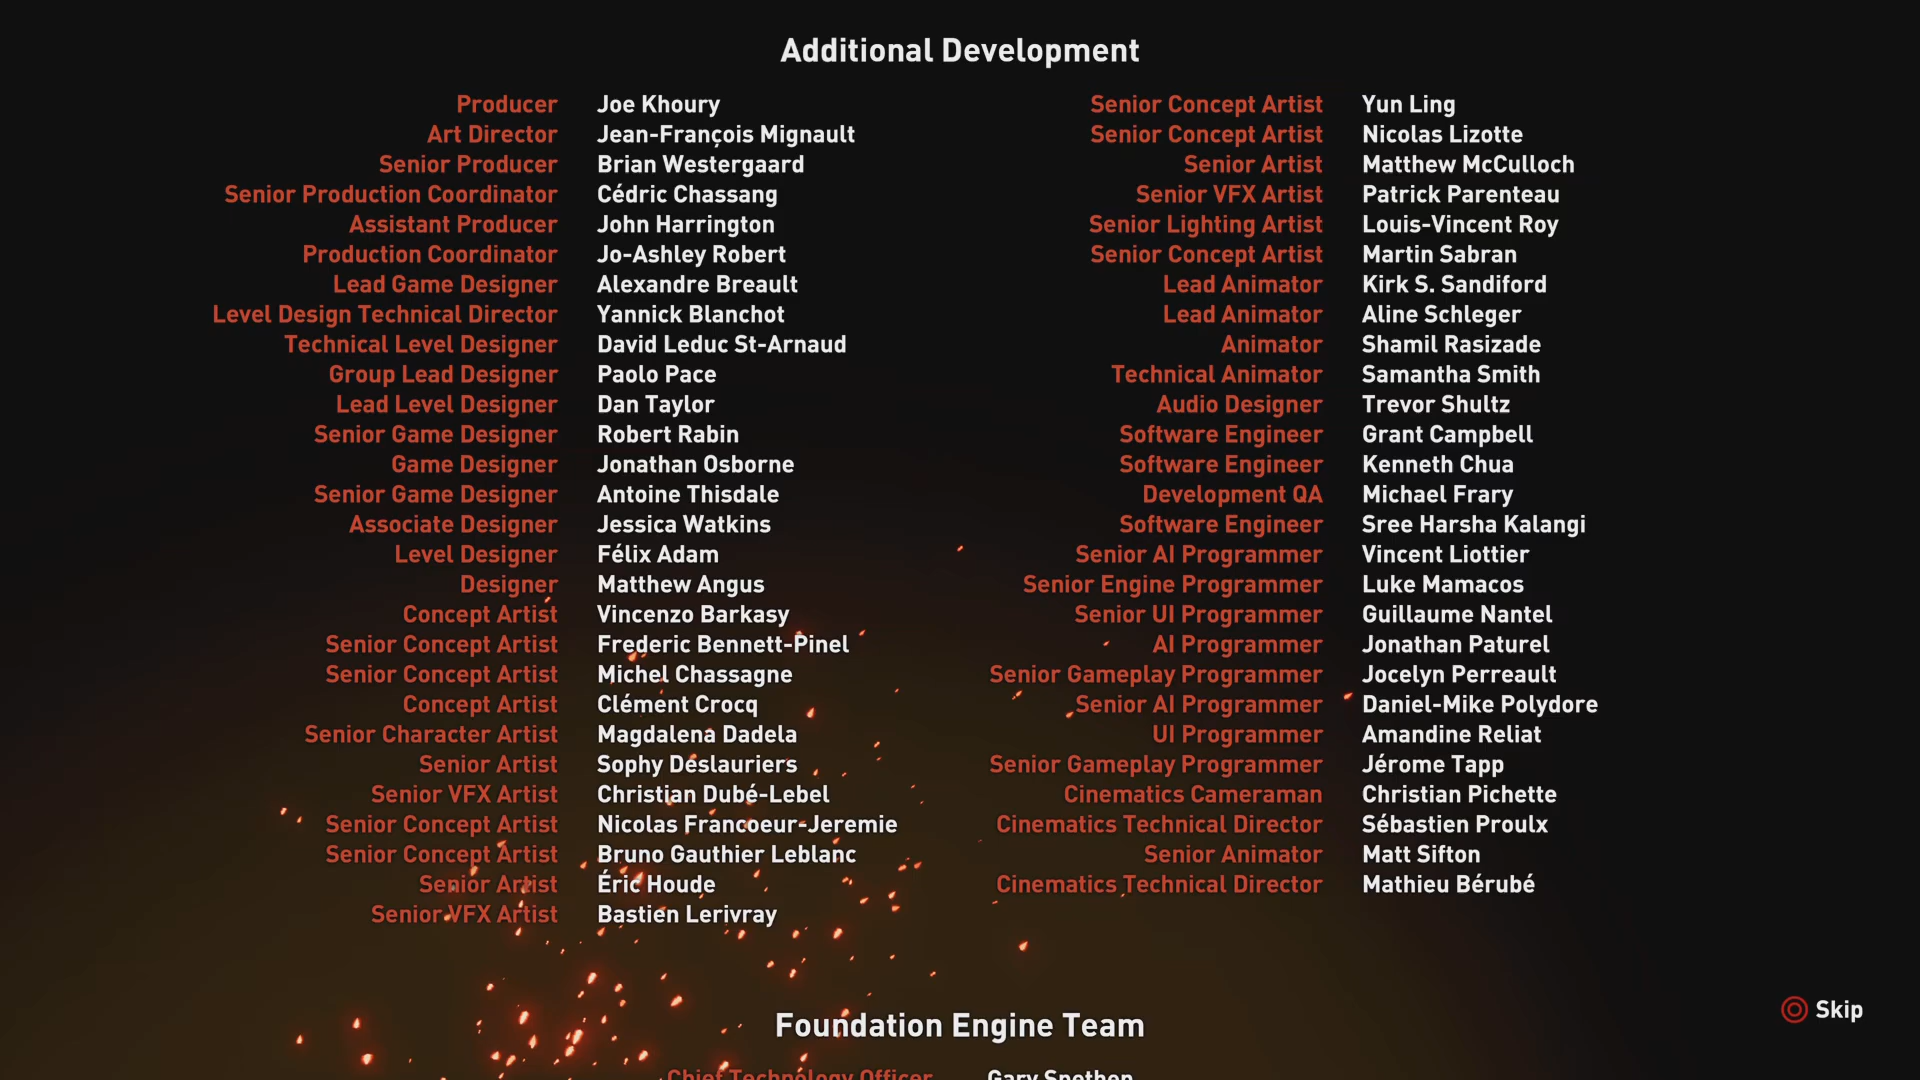 Additional Development
Producer Joe Khoury
Art Director Jean-François Mignault
Senior Producer Brian Westergaard
Senior Production Coordinator Cédric Chassang
Assistant Producer John Harrington
Production Coordinator Jo-Ashley Robert
Lead Game Designer Alexandre Breault
Level Design Technical Director Yannick Blanchot
Technical Level Designer David Leduc St-Arnaud
Group Lead Designer Paolo Pace
Lead Level Designer Dan Taylor
Senior Game Designer Robert Rabin
Game Designer Jonathan Osborne
Senior Game Designer Antoine Thisdale
Associate Designer Jessica Watkins
Level Designer Félix Adam
Designer Matthew Angus
Concept Artist Vincenzo Barkasy
Senior Concept Artist Frederic Bennett-Pinel
Senior Concept Artist Michel Chassagne
Concept Artist Clément Crocq
Senior Character Artist Magdalena Dadela
Senior Artist Sophy Deslauriers
Senior VFX Artist Christian Dubé-Lebel
Senior Concept Artist Nicolas Francoeur-Jeremie
Senior Concept Artist Bruno Gauthier Leblanc
Senior Artist Éric Houde
Senior VFX Artist Bastien Lerivray
Senior Concept Artist Yun Ling
Senior Concept Artist Nicolas Lizotte
Senior Artist Matthew McCulloch
Senior VFX Artist Patrick Parenteau
Senior Lighting Artist Louis-Vincent Roy
Senior Concept Artist Martin Sabran
Lead Animator Kirk S. Sandiford
Lead Animator Aline Schleger
Animator Shamil Rasizade
Technical Animator Samantha Smith
Audio Designer Trevor Shultz
Software Engineer Grant Campbell
Software Engineer Kenneth Chua
Development QA Michael Frary
Software Engineer Sree Harsha Kalangi
Senior AI Programmer Vincent Liottier
Senior Engine Programmer Luke Mamacos
Senior UI Programmer Guillaume Nantel
AI Programmer Jonathan Paturel
Senior Gameplay Programmer Jocelyn Perreault
Senior AI Programmer Daniel-Mike Polydore
UI Programmer Amandine Reliat
Senior Gameplay Programmer Jérome Tapp
Cinematics Cameraman Christian Pichette
Cinematics Technical Director Sébastien Proulx
Senior Animator Matt Sifton
Cinematics Technical Director Mathieu Bérubé
Skip
Foundation Engine Team
Chief Technology Officer Gary Snethen